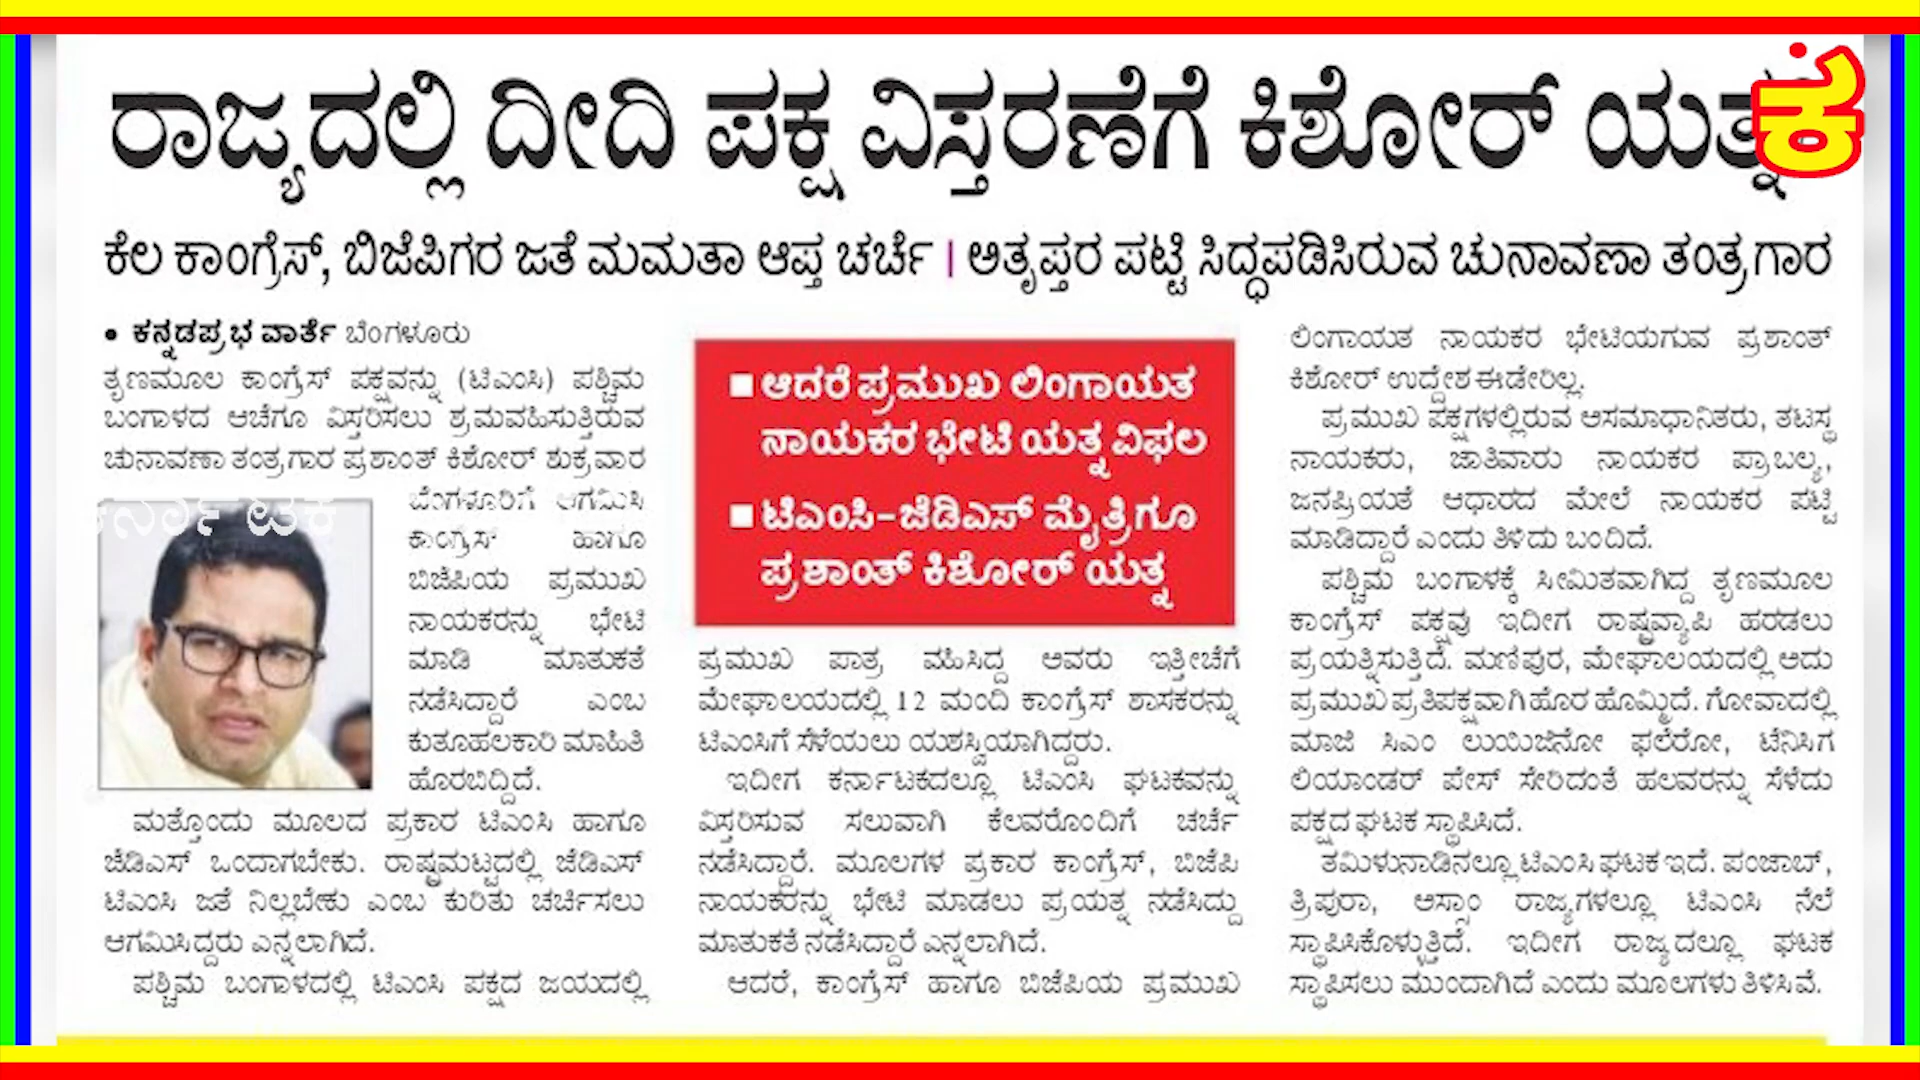 ರಾಜ್ಯದಲ್ಲಿ ದೀದಿ ಪಕ್ಷ ವಿಸ್ತರಣೆಗೆ ಕಿಶೋರ್ ಯತ್ನ
ಕ
ಕೆಲ ಕಾಂಗ್ರೆಸ್, ಬಿಜೆಪಿಗರ ಜತೆ ಮಮತಾ ಆಪ್ತ ಚರ್ಚೆ | ಅತೃಪ್ತರ ಪಟ್ಟಿ ಸಿದ್ಧಪಡಿಸಿರುವ ಚುನಾವಣಾ ತಂತ್ರಗಾರ
• ಕನ್ನಡಪ್ರಭ ವಾರ್ತೆ ಬೆಂಗಳೂರು
ತೃಣಮೂಲ ಕಾಂಗ್ರೆಸ್ ಪಕ್ಷವನ್ನು (ಟಿಎಂಸಿ) ಪಶ್ಚಿಮ
ಬಂಗಾಳದ ಆಚೆಗೂ ವಿಸ್ತರಿಸಲು ಶ್ರಮವಹಿಸುತ್ತಿರುವ
ಚುನಾವಣಾ ತಂತ್ರಗಾರ ಪ್ರಶಾಂತ್ ಕಿಶೋರ್ ಶುಕ್ರವಾರ
ಬೆಂಗಳೂರಿಗೆ ಆಗಮಿಸಿ
ಕಾಂಗ್ರೆಸ್ ಹಾಗೂ
ಬಿಜೆಪಿಯ ಪ್ರಮುಖ
ನಾಯಕರನ್ನು ಭೇಟಿ
ಮಾಡಿ ಮಾತುಕತೆ
ನಡೆಸಿದ್ದಾರೆ ಎಂಬ
ಕುತೂಹಲಕಾರಿ ಮಾಹಿತಿ
ಹೊರಬಿದ್ದಿದೆ.
ಕರ್ನಾಟಕ
ಮತ್ತೊಂದು ಮೂಲದ ಪ್ರಕಾರ ಟಿಎಂಸಿ ಹಾಗೂ
ಜೆಡಿಎಸ್ ಒಂದಾಗಬೇಕು. ರಾಷ್ಟ್ರಮಟ್ಟದಲ್ಲಿ ಜೆಡಿಎಸ್
ಟಿಎಂಸಿ ಜತೆ ನಿಲ್ಲಬೇಕು ಎಂಬ ಕುರಿತು ಚರ್ಚಿಸಲು
ಆಗಮಿಸಿದ್ದರು ಎನ್ನಲಾಗಿದೆ.
ಪಶ್ಚಿಮ ಬಂಗಾಳದಲ್ಲಿ ಟಿಎಂಸಿ ಪಕ್ಷದ ಜಯದಲ್ಲಿ
■ ಆದರೆ ಪ್ರಮುಖ ಲಿಂಗಾಯತ
ನಾಯಕರ ಭೇಟಿ ಯತ್ನ ವಿಫಲ
■ ಟಿಎಂಸಿ-ಜೆಡಿಎಸ್ ಮೈತ್ರಿಗೂ
ಪ್ರಶಾಂತ್ ಕಿಶೋರ್ ಯತ್ನ
ಪ್ರಮುಖ ಪಾತ್ರ ವಹಿಸಿದ್ದ ಅವರು ಇತ್ತೀಚೆಗೆ
ಮೇಘಾಲಯದಲ್ಲಿ 12 ಮಂದಿ ಕಾಂಗ್ರೆಸ್ ಶಾಸಕರನ್ನು
ಟಿಎಂಸಿಗೆ ಸೆಳೆಯಲು ಯಶಸ್ವಿಯಾಗಿದ್ದರು.
ಇದೀಗ ಕರ್ನಾಟಕದಲ್ಲೂ ಟಿಎಂಸಿ ಘಟಕವನ್ನು
ವಿಸ್ತರಿಸುವ ಸಲುವಾಗಿ ಕೆಲವರೊಂದಿಗೆ ಚರ್ಚೆ
ನಡೆಸಿದ್ದಾರೆ. ಮೂಲಗಳ ಪ್ರಕಾರ ಕಾಂಗ್ರೆಸ್, ಬಿಜೆಪಿ
ನಾಯಕರನ್ನು ಭೇಟಿ ಮಾಡಲು ಪ್ರಯತ್ನ ನಡೆಸಿದ್ದು
ಮಾತುಕತೆ ನಡೆಸಿದ್ದಾರೆ ಎನ್ನಲಾಗಿದೆ.
ಆದರೆ, ಕಾಂಗ್ರೆಸ್ ಹಾಗೂ ಬಿಜೆಪಿಯ ಪ್ರಮುಖ
ಲಿಂಗಾಯತ ನಾಯಕರ ಭೇಟಿಯಗುವ ಪ್ರಶಾಂತ್
ಕಿಶೋರ್ ಉದ್ದೇಶ ಈಡೇರಿಲ್ಲ.
ಪ್ರಮುಖ ಪಕ್ಷಗಳಲ್ಲಿರುವ ಅಸಮಾಧಾನಿತರು, ತಟಸ್ಥ
ನಾಯಕರು, ಜಾತಿವಾರು ನಾಯಕರ ಪ್ರಾಬಲ್ಯ,
ಜನಪ್ರಿಯತೆ ಆಧಾರದ ಮೇಲೆ ನಾಯಕರ ಪಟ್ಟಿ
ಮಾಡಿದ್ದಾರೆ ಎಂದು ತಿಳಿದು ಬಂದಿದೆ.
ಪಶ್ಚಿಮ ಬಂಗಾಳಕ್ಕೆ ಸೀಮಿತವಾಗಿದ್ದ ತೃಣಮೂಲ
ಕಾಂಗ್ರೆಸ್ ಪಕ್ಷವು ಇದೀಗ ರಾಷ್ಟ್ರವ್ಯಾಪಿ ಹರಡಲು
ಪ್ರಯತ್ನಿಸುತ್ತಿದೆ. ಮಣಿಪುರ, ಮೇಘಾಲಯದಲ್ಲಿ ಅದು
ಪ್ರಮುಖ ಪ್ರತಿಪಕ್ಷವಾಗಿ ಹೊರ ಹೊಮ್ಮಿದೆ. ಗೋವಾದಲ್ಲಿ
ಮಾಜಿ ಸಿಎಂ ಲುಯಿಜಿನೋ ಫಲೆರೋ, ಟೆನಿಸಿಗ
ಲಿಯಾಂಡರ್ ಪೇಸ್ ಸೇರಿದಂತೆ ಹಲವರನ್ನು ಸೆಳೆದು
ಪಕ್ಷದ ಘಟಕ ಸ್ಥಾಪಿಸಿದೆ.
ತಮಿಳುನಾಡಿನಲ್ಲೂ ಟಿಎಂಸಿ ಘಟಕ ಇದೆ. ಪಂಜಾಬ್,
ತ್ರಿಪುರಾ, ಅಸ್ಸಾಂ ರಾಜ್ಯಗಳಲ್ಲೂ ಟಿಎಂಸಿ ನೆಲೆ
ಸ್ಥಾಪಿಸಿಕೊಳ್ಳುತ್ತಿದೆ. ಇದೀಗ ರಾಜ್ಯದಲ್ಲೂ ಘಟಕ
ಸ್ಥಾಪಿಸಲು ಮುಂದಾಗಿದೆ ಎಂದು ಮೂಲಗಳು ತಿಳಿಸಿವೆ.